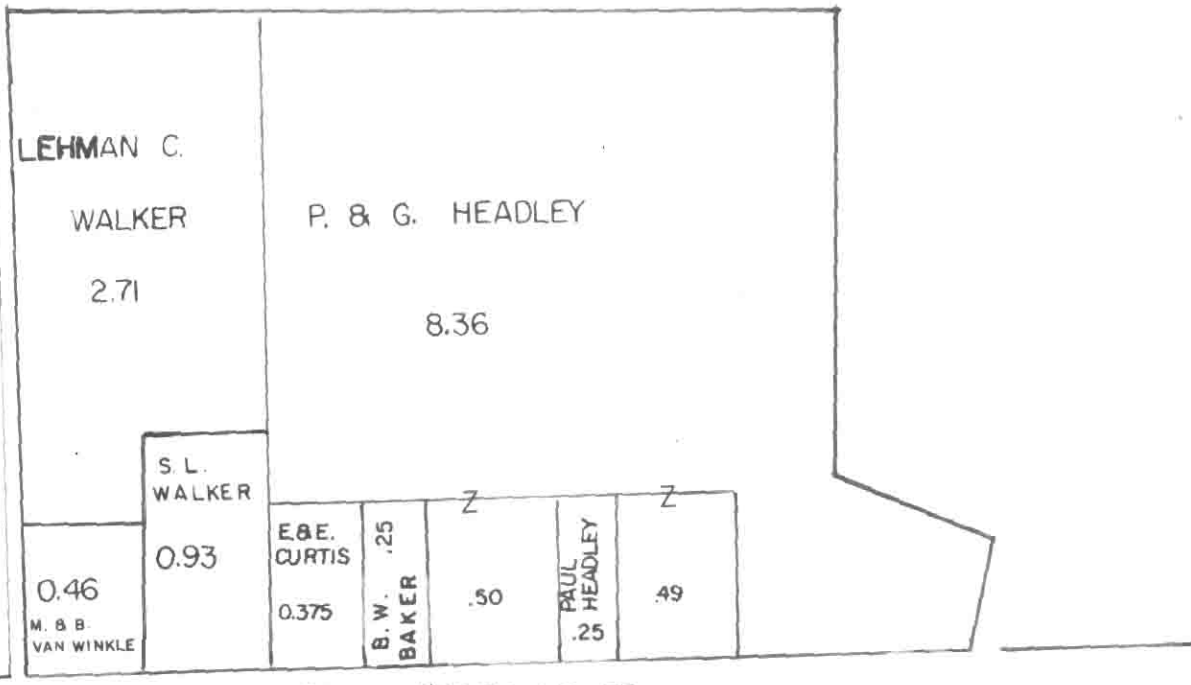 LEHMAN C.
WALKER
2.71
P. & G. HEADLEY
8.36
S. L.
WALKER
0.93
0.46
M. & B.
VAN WINKLE
E.&E.
CURTIS
0.375
B. W. .25
BAKER
Z
.50
PAUL
HEADLEY
.25
Z
.49